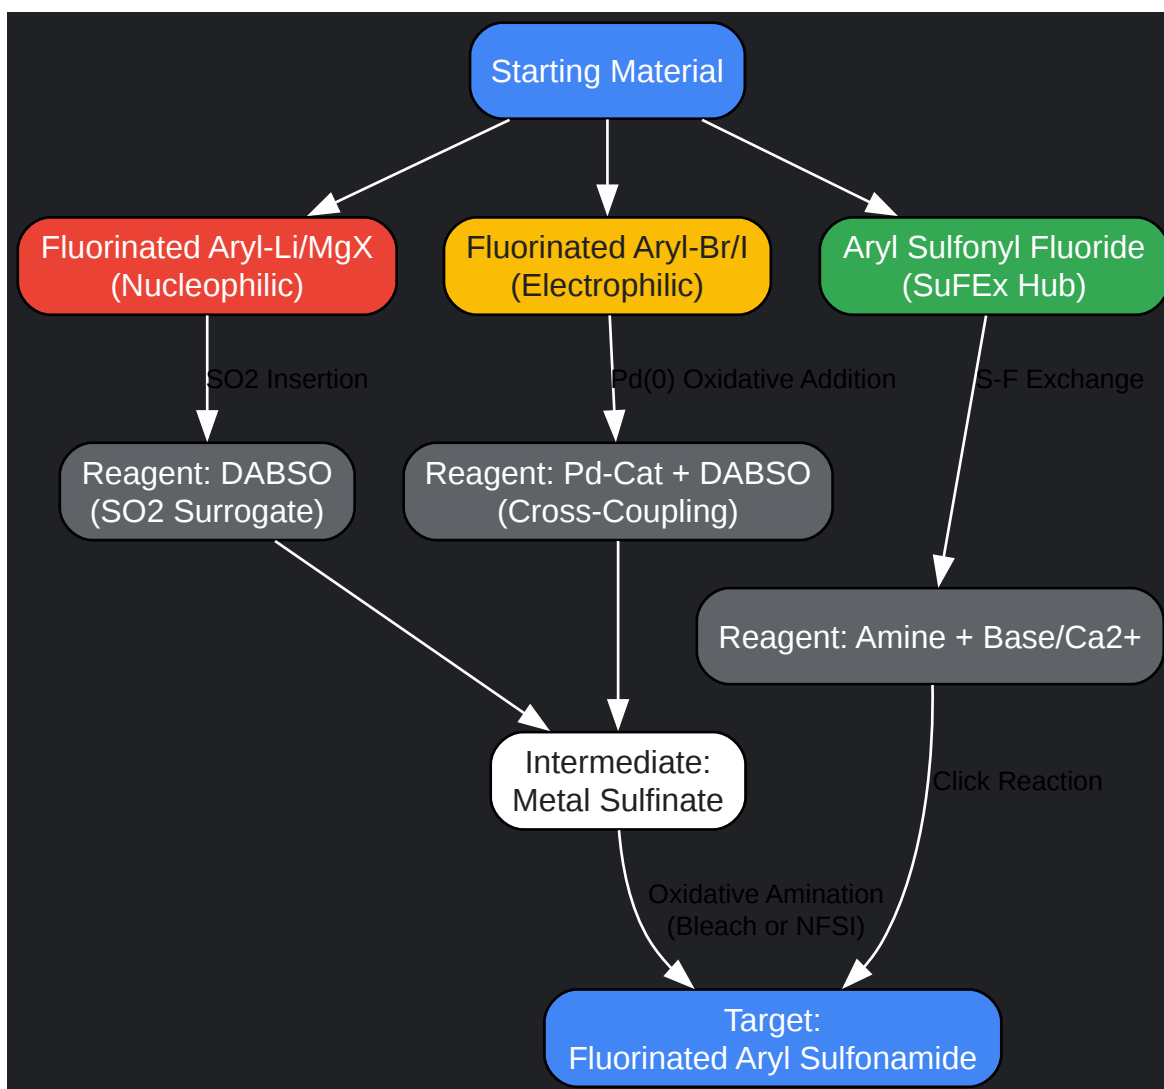 Starting Material
Fluorinated Aryl-Li/MgX
(Nucleophilic)
Fluorinated Aryl-Br/I
(Electrophilic)
Aryl Sulfonyl Fluoride
(SuFEx Hub)
SO2 Insertion
Pd(0) Oxidative Addition
S-F Exchange
Reagent: DABSO
(SO2 Surrogate)
Reagent: Pd-Cat + DABSO
(Cross-Coupling)
Reagent: Amine + Base/Ca2+
Intermediate:
Metal Sulfinate
Click Reaction
Oxidative Amination
(Bleach or NFSI)
Target:
Fluorinated Aryl Sulfonamide